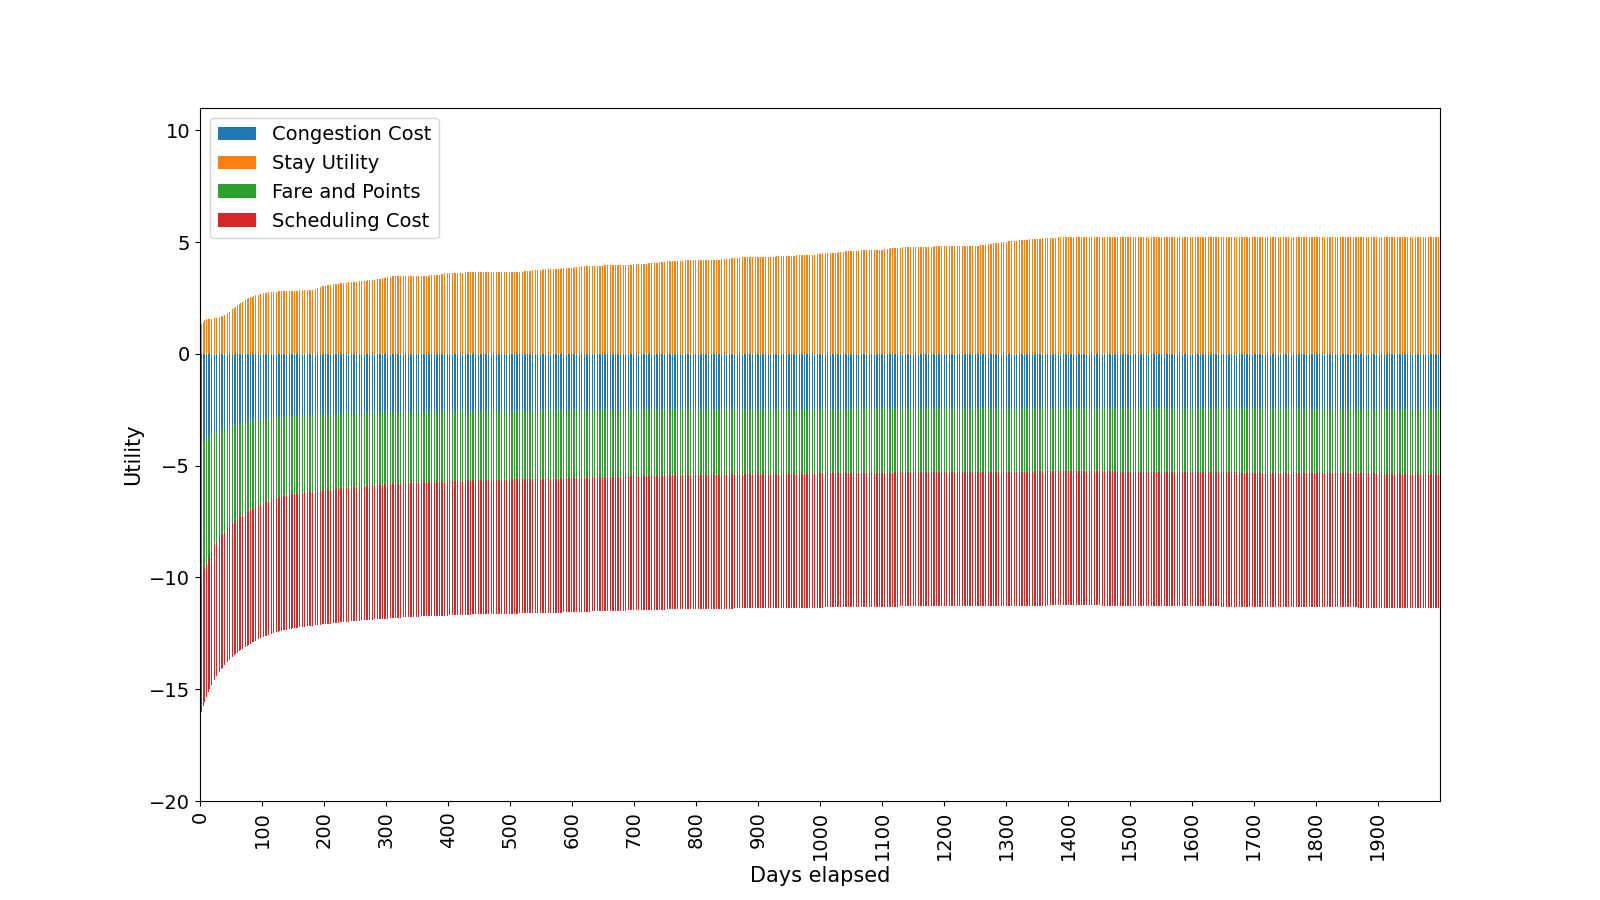 Congestion Cost
Stay Utility
Fare and Points
Scheduling Cost
10
5
0
−5
−10
−15
−20
Utility
0 100 200 300 400 500 600 700 800 900 1000 1100 1200 1300 1400 1500 1600 1700 1800 1900
Days elapsed